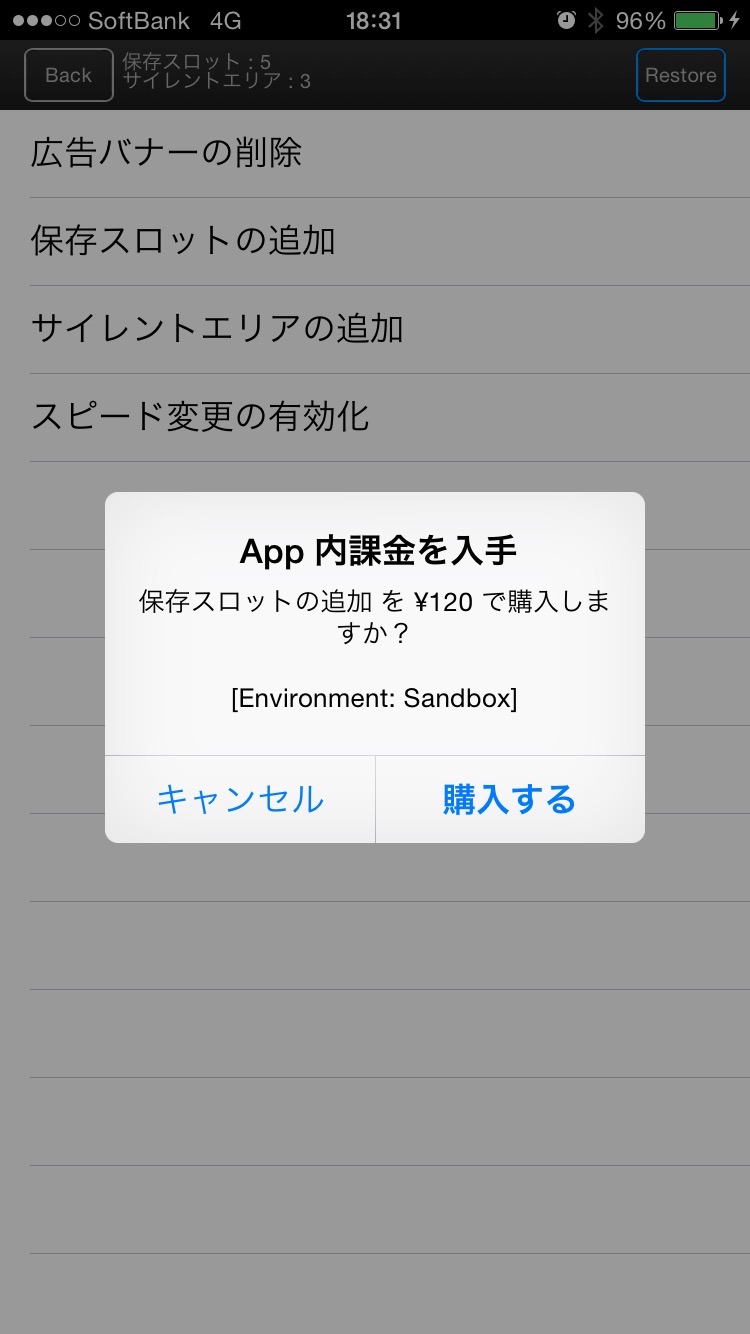 SoftBank 4G 18:31 96%
Back
保存スロット : 5
サイレントエリア : 3
Restore
広告バナーの削除
保存スロットの追加
サイレントエリアの追加
スピード変更の有効化
App 内課金を入手
保存スロットの追加 を ¥120 で購入しま
すか？
[Environment: Sandbox]
キャンセル
購入する